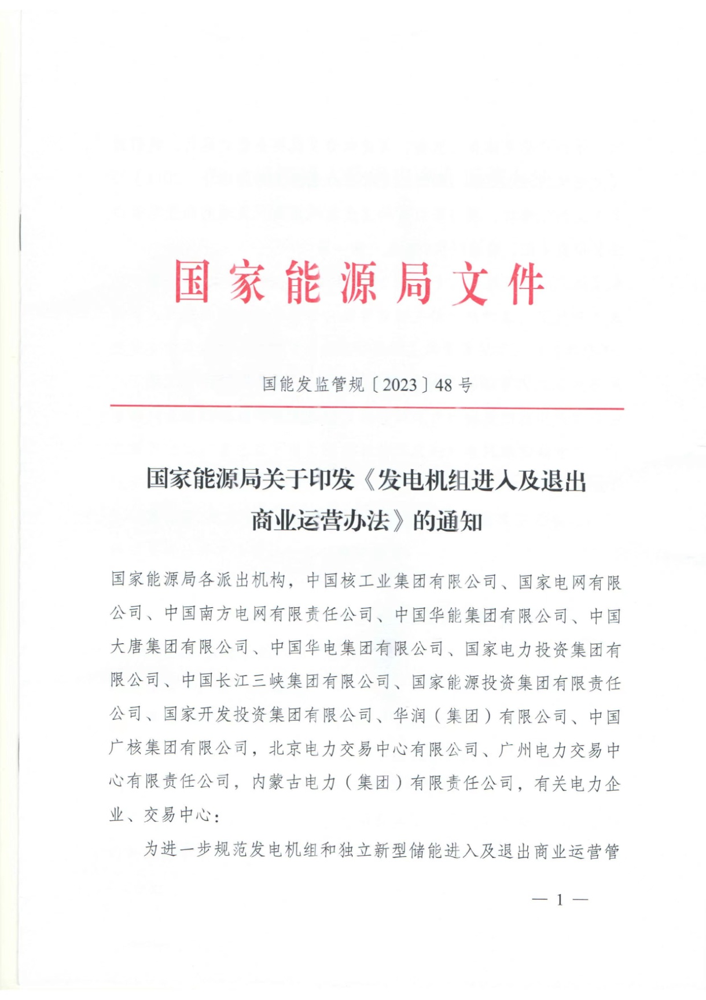 国家能源局文件
国能发监管规〔2023〕48号
国家能源局关于印发《发电机组进入及退出
商业运营办法》的通知
国家能源局各派出机构，中国核工业集团有限公司、国家电网有限
公司、中国南方电网有限责任公司、中国华能集团有限公司、中国
大唐集团有限公司、中国华电集团有限公司、国家电力投资集团有
限公司、中国长江三峡集团有限公司、国家能源投资集团有限责任
公司、国家开发投资集团有限公司、华润（集团）有限公司、中国
广核集团有限公司，北京电力交易中心有限公司、广州电力交易中
心有限责任公司，内蒙古电力（集团）有限责任公司，有关电力企
业、交易中心：
为进一步规范发电机组和独立新型储能进入及退出商业运营管
— 1 —